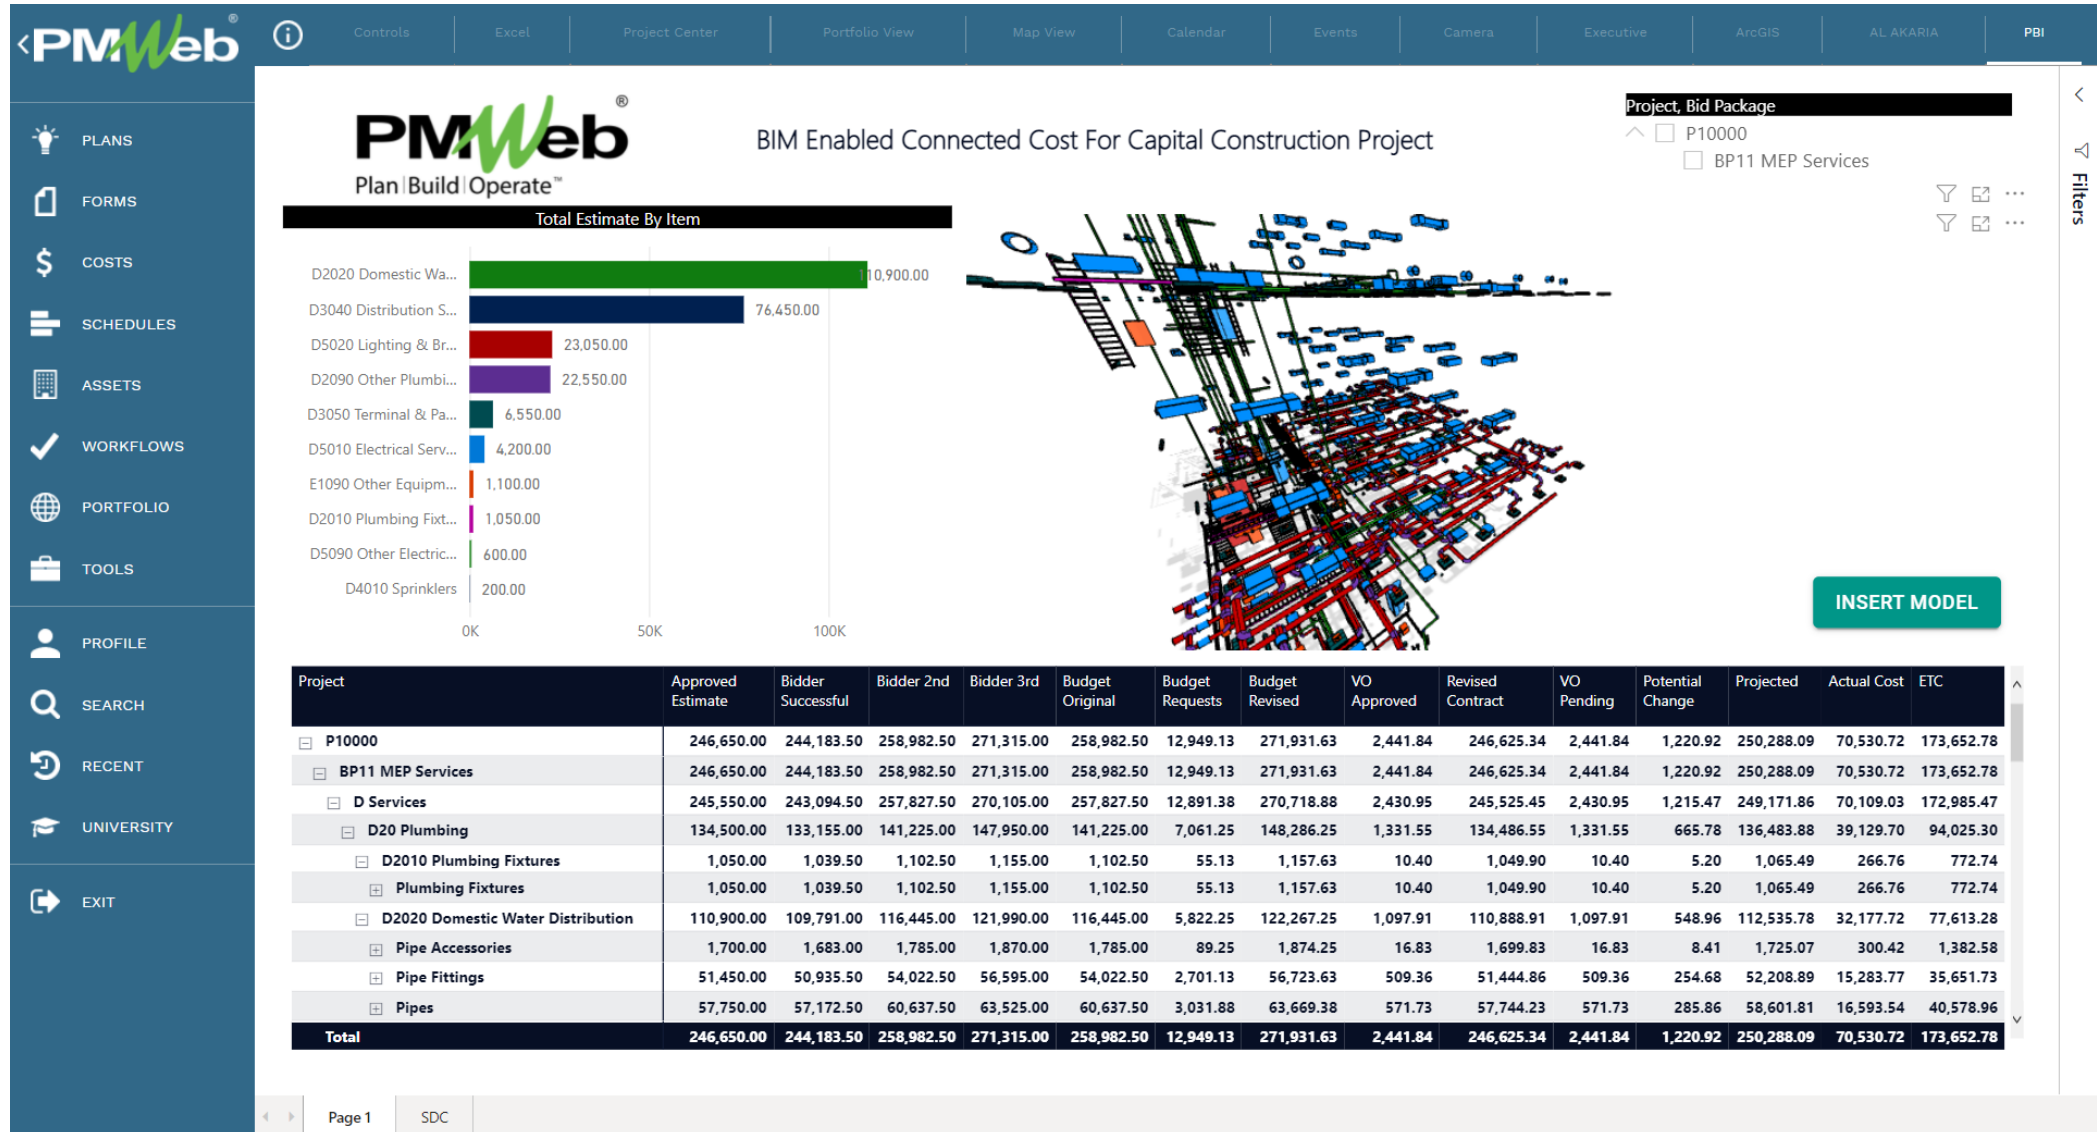 PMWeb®
Controls
Excel
Project Center
Portfolio View
Map View
Calendar
Events
Camera
Executive
ArcGIS
AL AKARIA
PBI
PLANS
FORMS
COSTS
SCHEDULES
ASSETS
WORKFLOWS
PORTFOLIO
TOOLS
PROFILE
SEARCH
RECENT
UNIVERSITY
EXIT
PMWeb®
Plan|Build|Operate™
BIM Enabled Connected Cost For Capital Construction Project
Project, Bid Package
P10000
BP11 MEP Services
Filters
Total Estimate By Item
D2020 Domestic Wa... 110,900.00
D3040 Distribution S... 76,450.00
D5020 Lighting & Br... 23,050.00
D2090 Other Plumbi... 22,550.00
D3050 Terminal & Pa... 6,550.00
D5010 Electrical Serv... 4,200.00
E1090 Other Equipm... 1,100.00
D2010 Plumbing Fixt... 1,050.00
D5090 Other Electric... 600.00
D4010 Sprinklers 200.00
0K 50K 100K
INSERT MODEL
Project Approved Estimate Bidder Successful Bidder 2nd Bidder 3rd Budget Original Budget Requests Budget Revised VO Approved Revised Contract VO Pending Potential Change Projected Actual Cost ETC
P10000 246,650.00 244,183.50 258,982.50 271,315.00 258,982.50 12,949.13 271,931.63 2,441.84 246,625.34 2,441.84 1,220.92 250,288.09 70,530.72 173,652.78
BP11 MEP Services 246,650.00 244,183.50 258,982.50 271,315.00 258,982.50 12,949.13 271,931.63 2,441.84 246,625.34 2,441.84 1,220.92 250,288.09 70,530.72 173,652.78
D Services 245,550.00 243,094.50 257,827.50 270,105.00 257,827.50 12,891.38 270,718.88 2,430.95 245,525.45 2,430.95 1,215.47 249,171.86 70,109.03 172,985.47
D20 Plumbing 134,500.00 133,155.00 141,225.00 147,950.00 141,225.00 7,061.25 148,286.25 1,331.55 134,486.55 1,331.55 665.78 136,483.88 39,129.70 94,025.30
D2010 Plumbing Fixtures 1,050.00 1,039.50 1,102.50 1,155.00 1,102.50 55.13 1,157.63 10.40 1,049.90 10.40 5.20 1,065.49 266.76 772.74
Plumbing Fixtures 1,050.00 1,039.50 1,102.50 1,155.00 1,102.50 55.13 1,157.63 10.40 1,049.90 10.40 5.20 1,065.49 266.76 772.74
D2020 Domestic Water Distribution 110,900.00 109,791.00 116,445.00 121,990.00 116,445.00 5,822.25 122,267.25 1,097.91 110,888.91 1,097.91 548.96 112,535.78 32,177.72 77,613.28
Pipe Accessories 1,700.00 1,683.00 1,785.00 1,870.00 1,785.00 89.25 1,874.25 16.83 1,699.83 16.83 8.41 1,725.07 300.42 1,382.58
Pipe Fittings 51,450.00 50,935.50 54,022.50 56,595.00 54,022.50 2,701.13 56,723.63 509.36 51,444.86 509.36 254.68 52,208.89 15,283.77 35,651.73
Pipes 57,750.00 57,172.50 60,637.50 63,525.00 60,637.50 3,031.88 63,669.38 571.73 57,744.23 571.73 285.86 58,601.81 16,593.54 40,578.96
Total 246,650.00 244,183.50 258,982.50 271,315.00 258,982.50 12,949.13 271,931.63 2,441.84 246,625.34 2,441.84 1,220.92 250,288.09 70,530.72 173,652.78
Page 1
SDC